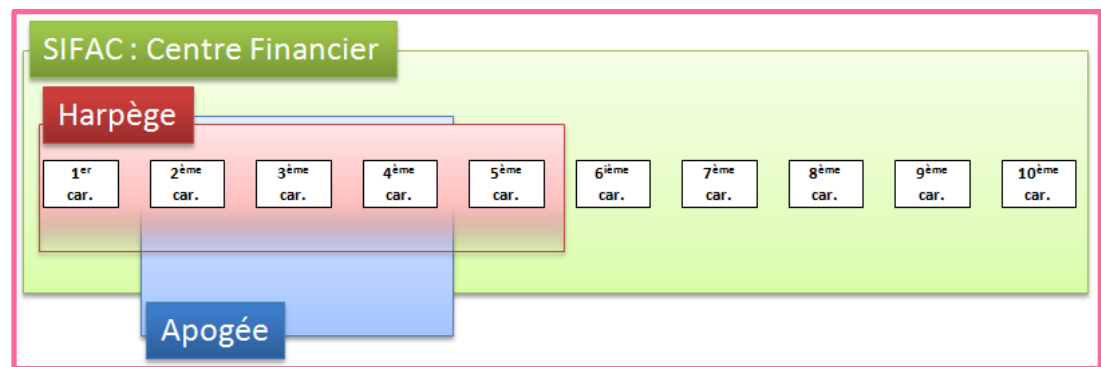 SIFAC : Centre Financier
Harpège
1er car.
2ème car.
3ème car.
4ème car.
5ème car.
6ième car.
7ème car.
8ème car.
9ème car.
10ème car.
Apogée